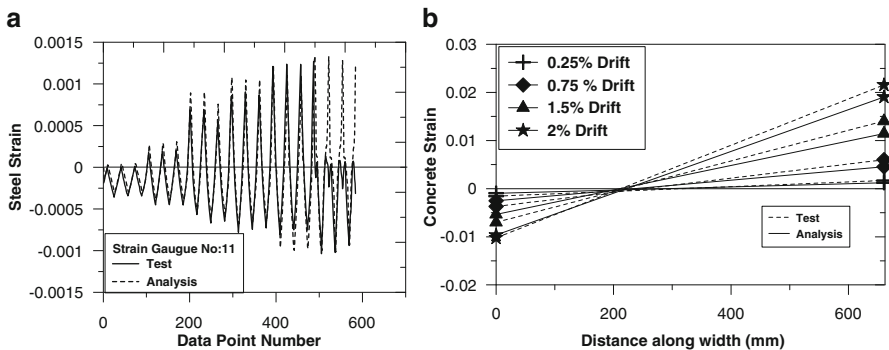 a
0.0015
0.001
0.0005
0
-0.0005
-0.001
-0.0015
Steel Strain
Strain Gaugue No:11
Test
Analysis
0 200 400 600
Data Point Number
b
0.03
0.02
0.01
0
-0.01
-0.02
Concrete Strain
0.25% Drift
0.75 % Drift
1.5% Drift
2% Drift
Test
Analysis
0 200 400 600
Distance along width (mm)